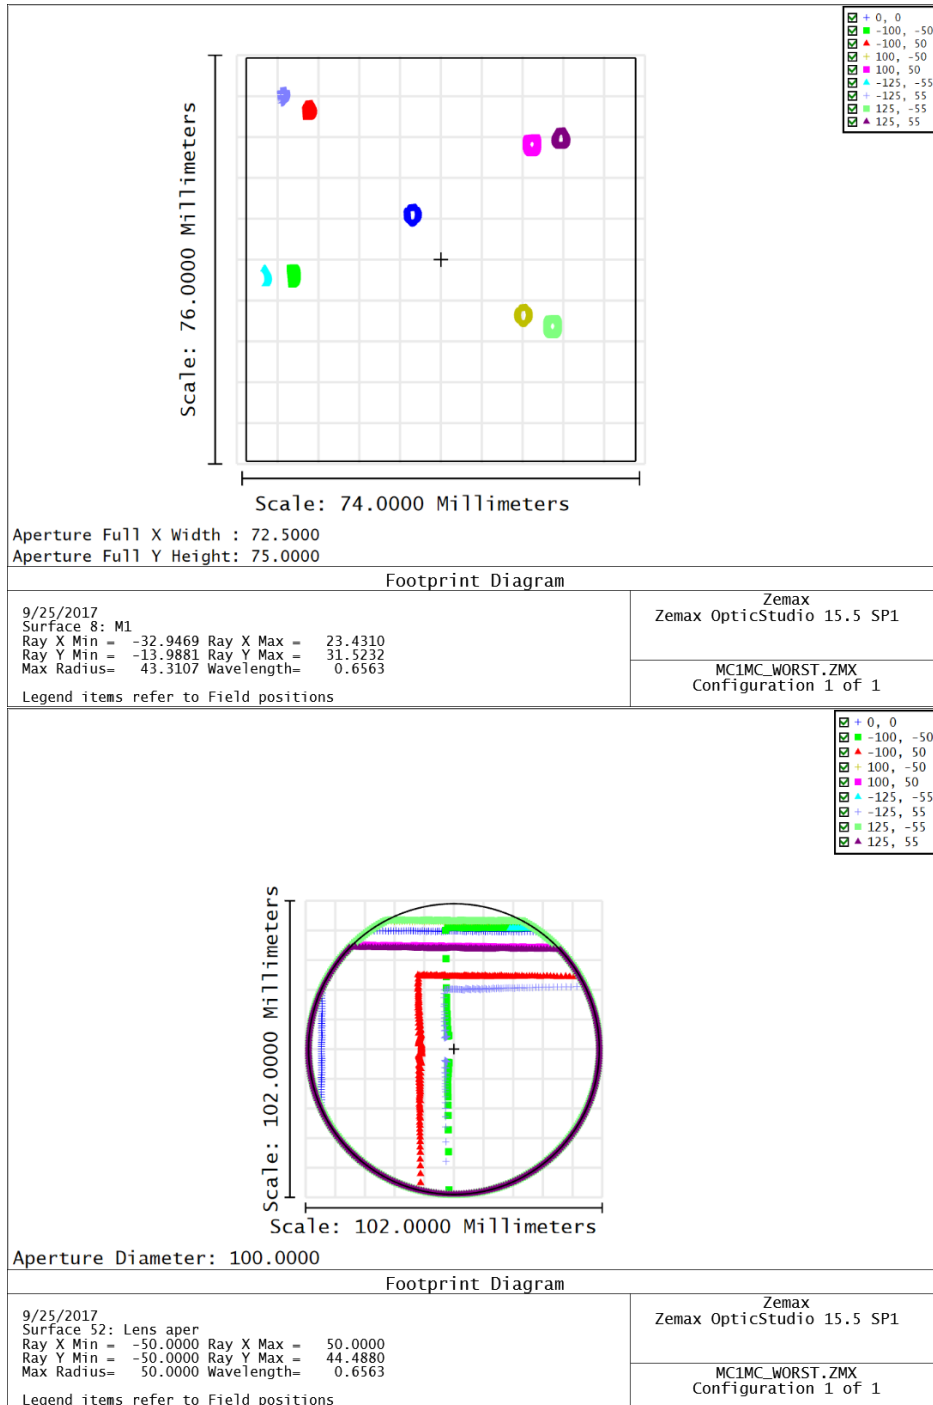 0, 0
-100, -50
-100, 50
100, -50
100, 50
-125, -55
-125, 55
125, -55
125, 55
Scale: 76.0000 Millimeters
Scale: 74.0000 Millimeters
Aperture Full X Width : 72.5000
Aperture Full Y Height: 75.0000
Footprint Diagram
9/25/2017
Surface 8: M1
Ray X Min = -32.9469 Ray X Max = 23.4310
Ray Y Min = -13.9881 Ray Y Max = 31.5232
Max Radius= 43.3107 Wavelength= 0.6563
Legend items refer to Field positions
Zemax
Zemax OpticStudio 15.5 SP1
MC1MC_WORST.ZMX
Configuration 1 of 1
0, 0
-100, -50
-100, 50
100, -50
100, 50
-125, -55
-125, 55
125, -55
125, 55
Scale: 102.0000 Millimeters
Scale: 102.0000 Millimeters
Aperture Diameter: 100.0000
Footprint Diagram
9/25/2017
Surface 52: Lens aper
Ray X Min = -50.0000 Ray X Max = 50.0000
Ray Y Min = -50.0000 Ray Y Max = 44.4880
Max Radius= 50.0000 Wavelength= 0.6563
Legend items refer to Field positions
Zemax
Zemax OpticStudio 15.5 SP1
MC1MC_WORST.ZMX
Configuration 1 of 1